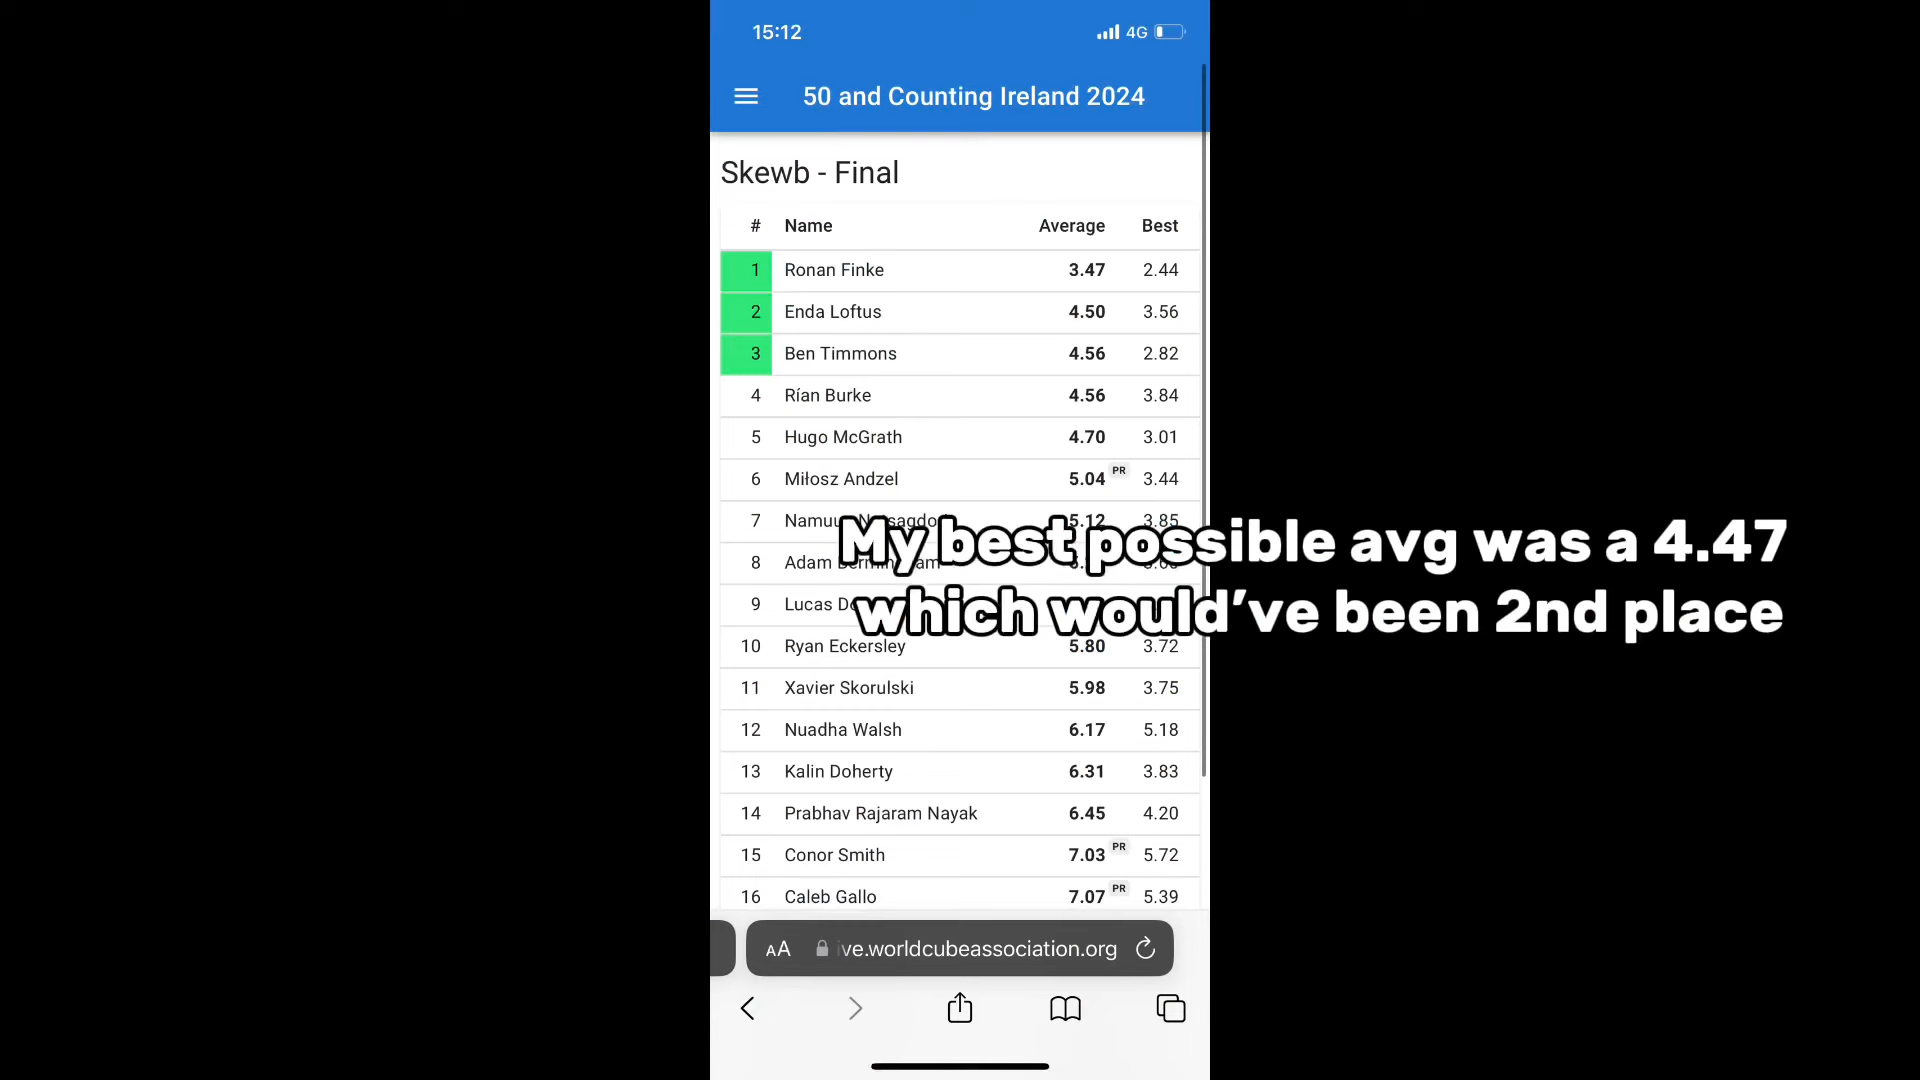 15:12 4G
50 and Counting Ireland 2024
Skewb - Final
# Name Average Best
1 Ronan Finke 3.47 2.44
2 Enda Loftus 4.50 3.56
3 Ben Timmons 4.56 2.82
4 Rían Burke 4.56 3.84
5 Hugo McGrath 4.70 3.01
6 Miłosz Andzel 5.04 PR 3.44
7 5.12 3.85
My best possible avg was a 4.47
8 Adam
9 Lucas
which would’ve been 2nd place
10 Ryan Eckersley 5.80 3.72
11 Xavier Skorulski 5.98 3.75
12 Nuadha Walsh 6.17 5.18
13 Kalin Doherty 6.31 3.83
14 Prabhav Rajaram Nayak 6.45 4.20
15 Conor Smith 7.03 PR 5.72
16 Caleb Gallo 7.07 PR 5.39
AA ive.worldcubeassociation.org